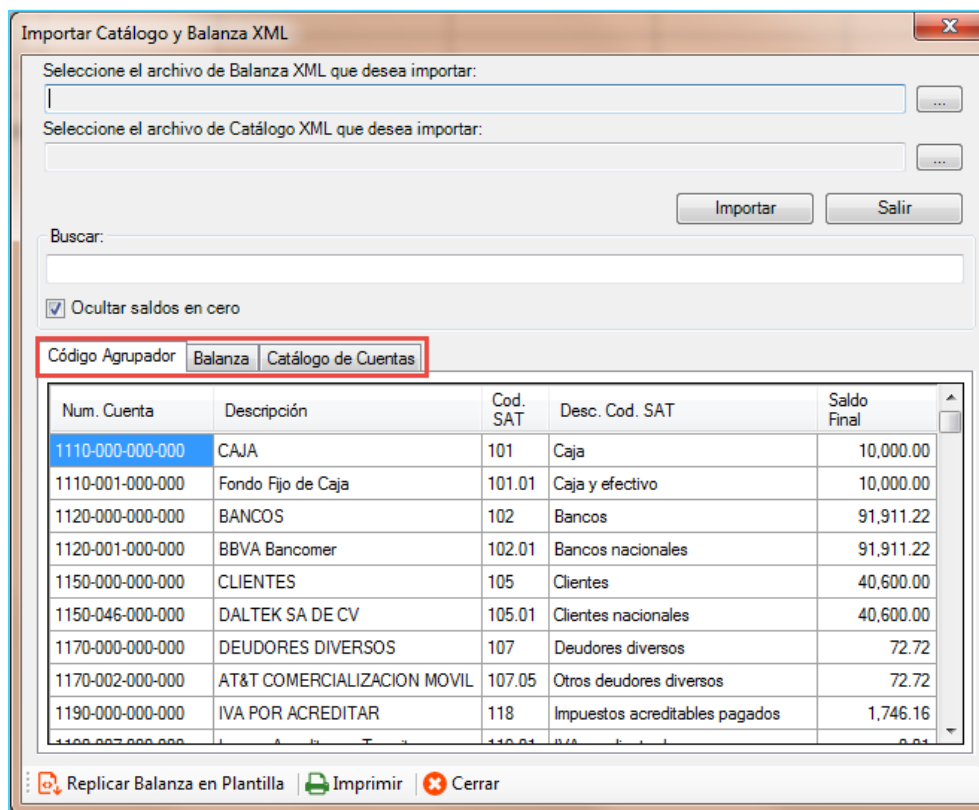 Importar Catálogo y Balanza XML
Seleccione el archivo de Balanza XML que desea importar:
...
Seleccione el archivo de Catálogo XML que desea importar:
...
Importar Salir
Buscar:
Ocultar saldos en cero
Código Agrupador Balanza Catálogo de Cuentas
Num. Cuenta Descripción Cod. SAT Desc. Cod. SAT Saldo Final
1110-000-000-000 CAJA 101 Caja 10,000.00
1110-001-000-000 Fondo Fijo de Caja 101.01 Caja y efectivo 10,000.00
1120-000-000-000 BANCOS 102 Bancos 91,911.22
1120-001-000-000 BBVA Bancomer 102.01 Bancos nacionales 91,911.22
1150-000-000-000 CLIENTES 105 Clientes 40,600.00
1150-046-000-000 DALTEK SA DE CV 105.01 Clientes nacionales 40,600.00
1170-000-000-000 DEUDORES DIVERSOS 107 Deudores diversos 72.72
1170-002-000-000 AT&T COMERCIALIZACION MOVIL 107.05 Otros deudores diversos 72.72
1190-000-000-000 IVA POR ACREDITAR 118 Impuestos acreditables pagados 1,746.16
Replicar Balanza en Plantilla Imprimir Cerrar